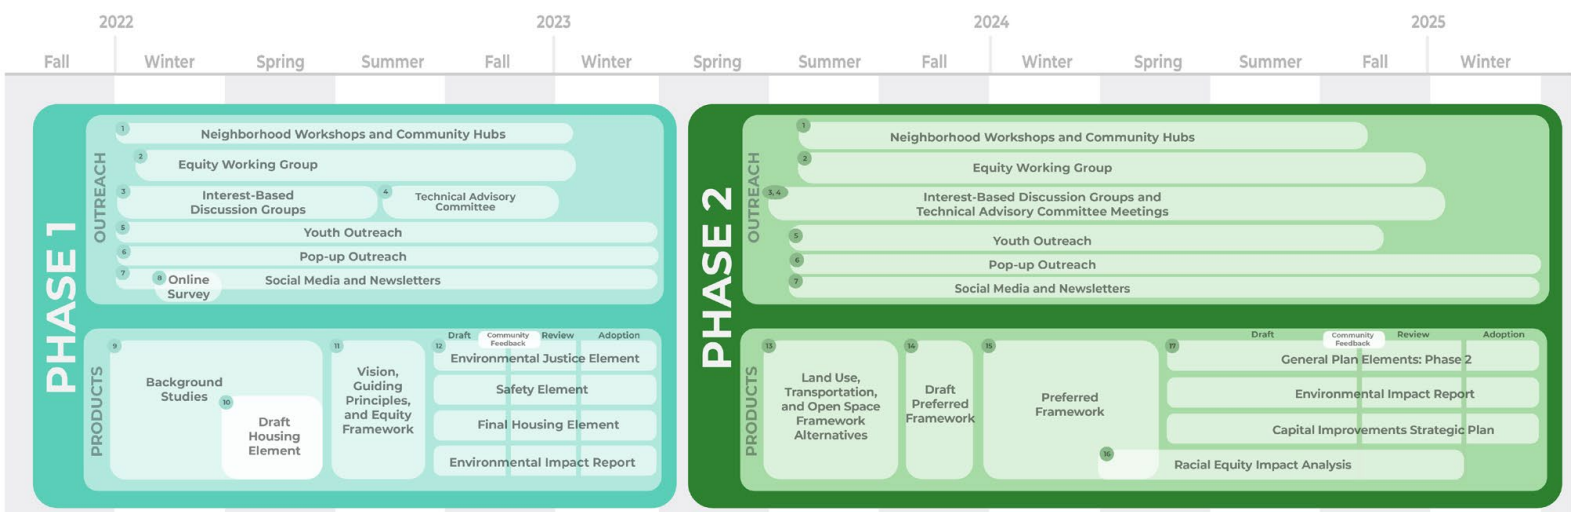 2022
2023
2024
2025
Fall
Winter
Spring
Summer
Fall
Winter
Spring
Summer
Fall
Winter
Spring
Summer
Fall
Winter
PHASE 1
OUTREACH
1
Neighborhood Workshops and Community Hubs
2
Equity Working Group
3
Interest-Based
Discussion Groups
4
Technical Advisory
Committee
5
Youth Outreach
6
Pop-up Outreach
7
Social Media and Newsletters
8
Online
Survey
PRODUCTS
9
Background
Studies
10
Draft
Housing
Element
11
Vision,
Guiding
Principles,
and Equity
Framework
12
Draft
Community
Feedback
Review
Adoption
Environmental Justice Element
Safety Element
Final Housing Element
Environmental Impact Report
PHASE 2
OUTREACH
1
Neighborhood Workshops and Community Hubs
2
Equity Working Group
3, 4
Interest-Based Discussion Groups and
Technical Advisory Committee Meetings
5
Youth Outreach
6
Pop-up Outreach
7
Social Media and Newsletters
PRODUCTS
13
Land Use,
Transportation,
and Open Space
Framework
Alternatives
14
Draft
Preferred
Framework
15
Preferred
Framework
16
Racial Equity Impact Analysis
17
Draft
Community
Feedback
Review
Adoption
General Plan Elements: Phase 2
Environmental Impact Report
Capital Improvements Strategic Plan